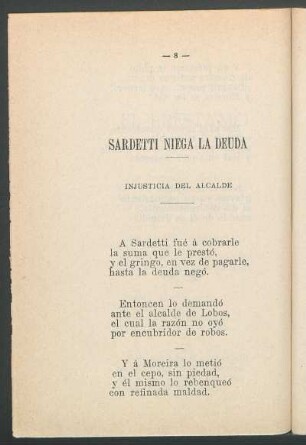 — 8 —
SARDETTI NIEGA LA DEUDA
INJUSTICIA DEL ALCALDE
A Sardetti fué á cobrarle
la suma que le prestó,
y el gringo, en vez de pagarle,
hasta la deuda negó.
Entoncen lo demandó
ante el alcalde de Lobos,
el cual la razón no oyó
por encubridor de robos.
Y á Moreira lo metió
en el cepo, sin piedad,
y él mismo lo rebenqueó
con refinada maldad.